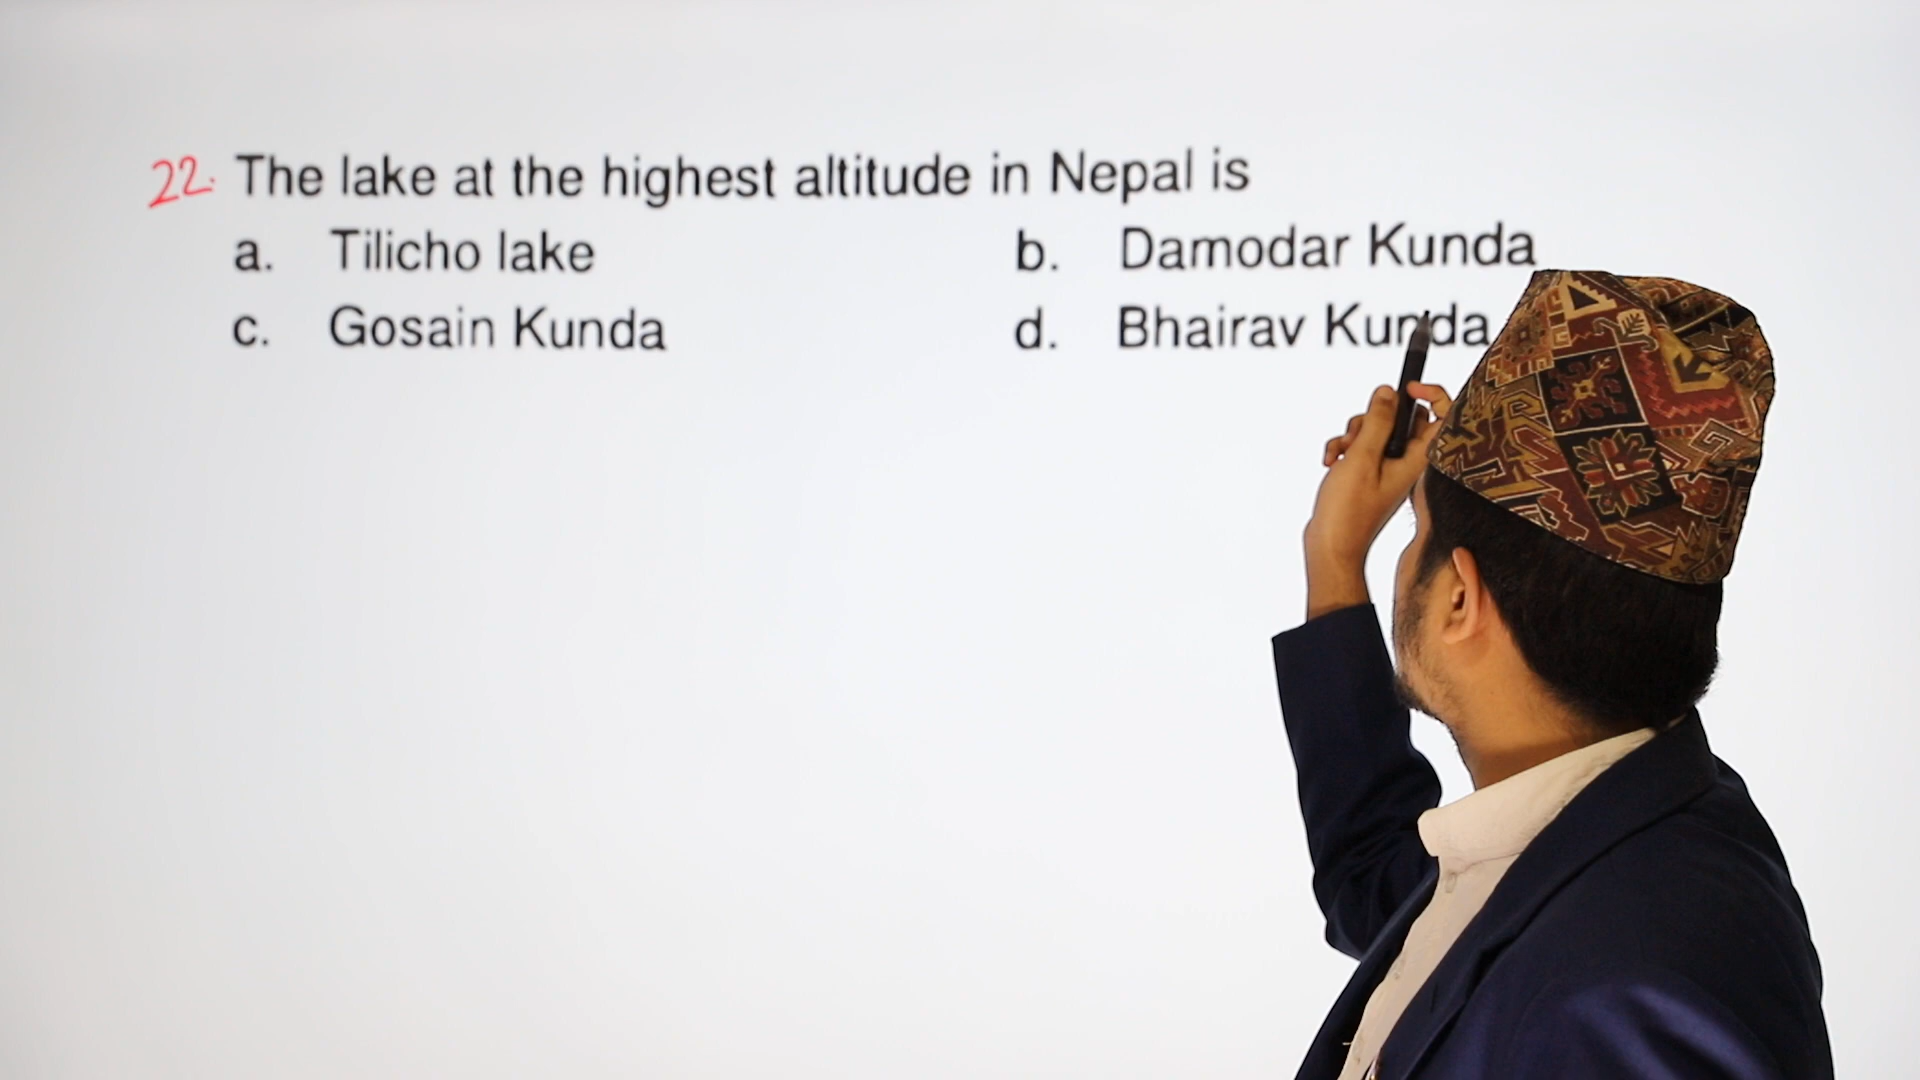 22. The lake at the highest altitude in Nepal is
a. Tilicho lake b. Damodar Kunda
c. Gosain Kunda d. Bhairav Kunda